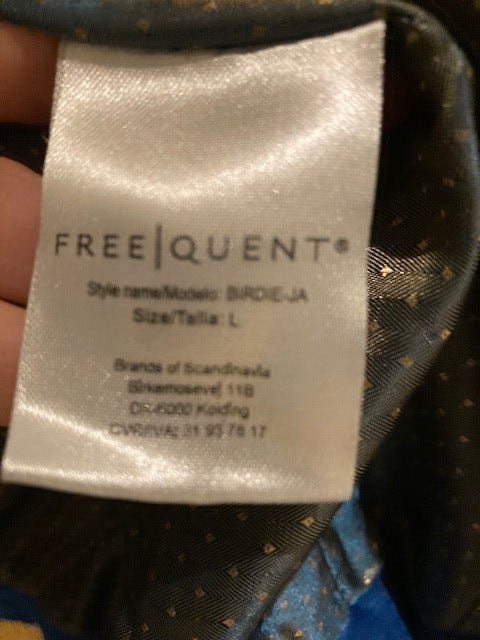 FREE|QUENT®
Style name/Modelo: BIRDIE-JA
Size/Talla: L
Brands of Scandinavia
Birkemosevej 11B
DK-6000 Kolding
CVR/IVA: 31 93 78 17